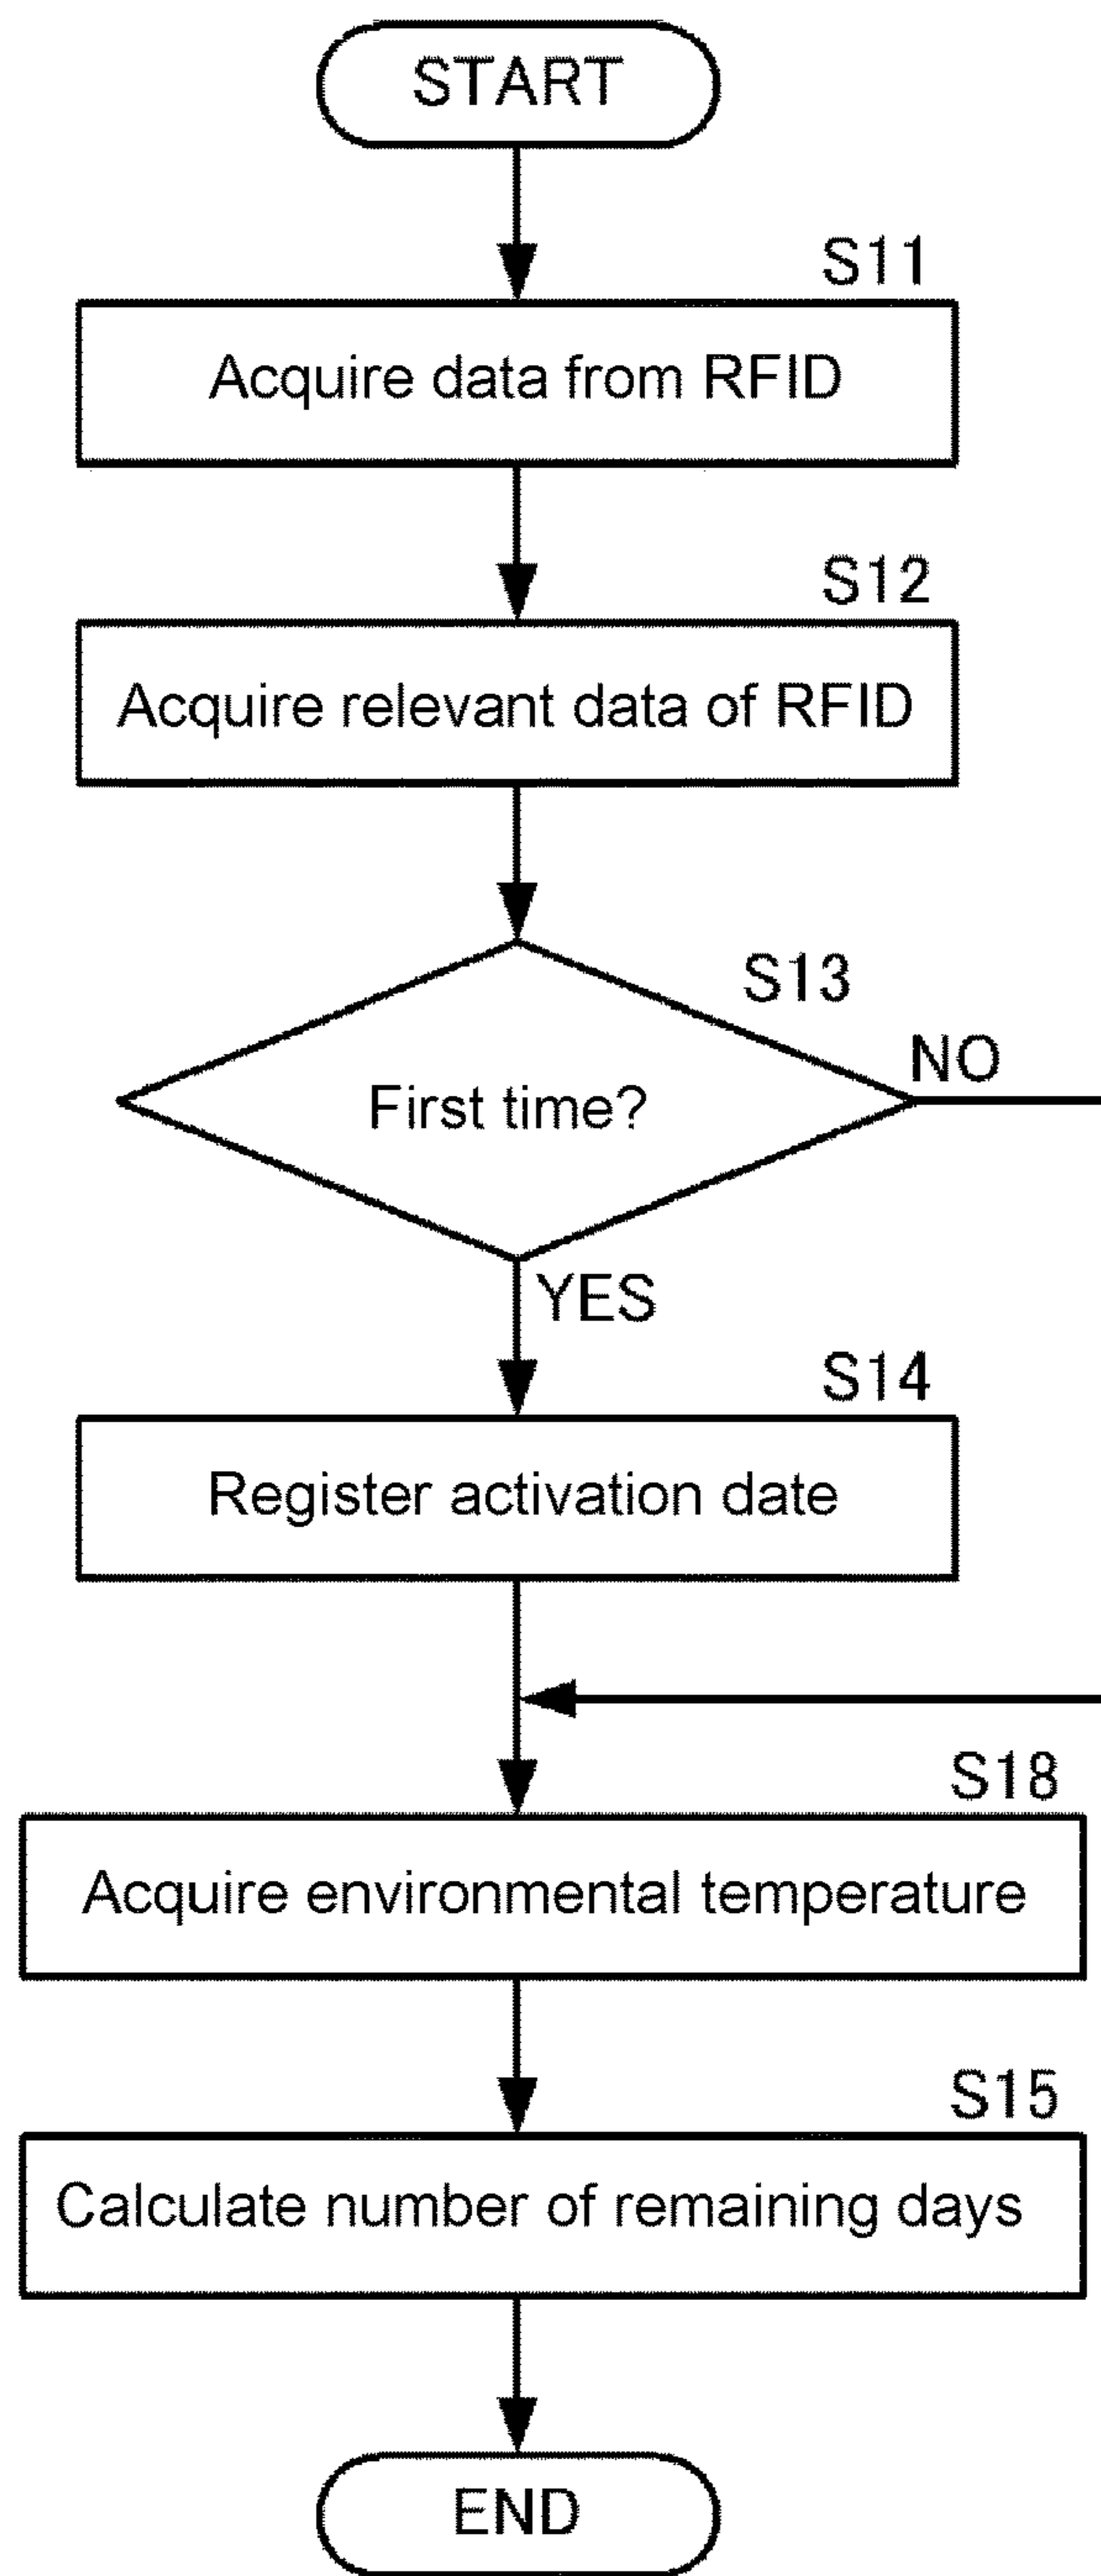 START
S11
Acquire data from RFID
S12
Acquire relevant data of RFID
S13
NO
First time?
YES
S14
Register activation date
S18
Acquire environmental temperature
S15
Calculate number of remaining days
END